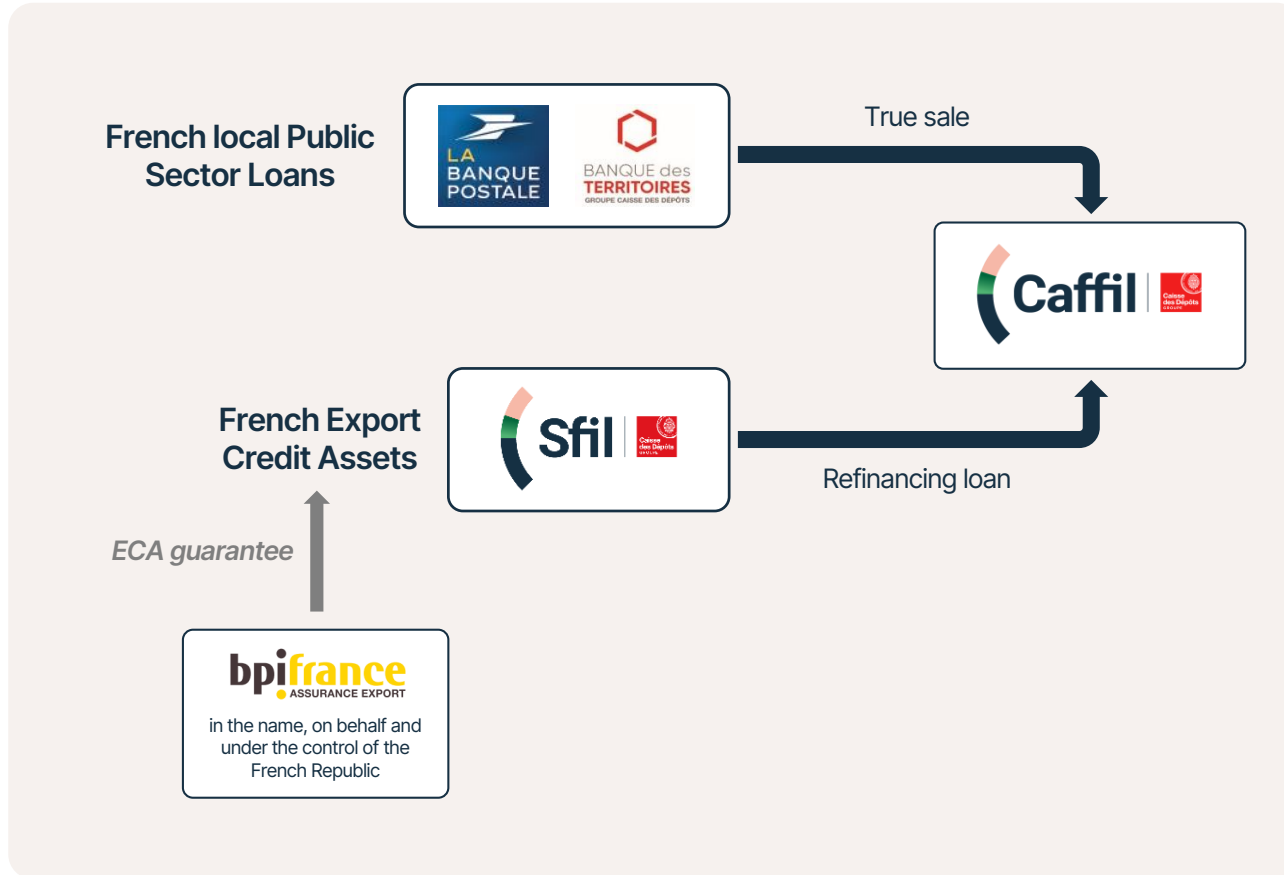 French local Public
Sector Loans
LA
BANQUE
POSTALE
BANQUE des
TERRITOIRES
GROUPE CAISSE DES DÉPÔTS
True sale
Caffil
Caisse
des Dépôts
GROUPE
French Export
Credit Assets
Sfil
Caisse
des Dépôts
GROUPE
Refinancing loan
ECA guarantee
bpifrance
ASSURANCE EXPORT
in the name, on behalf and
under the control of the
French Republic